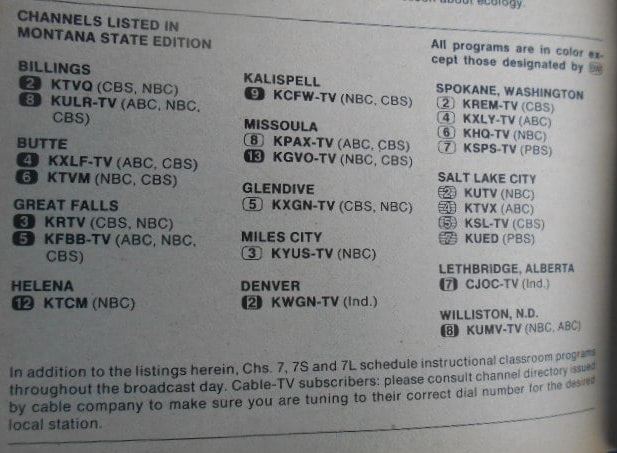 about ecology.
CHANNELS LISTED IN
MONTANA STATE EDITION
BILLINGS
2 KTVQ (CBS, NBC)
8 KULR-TV (ABC, NBC,
CBS)
BUTTE
4 KXLF-TV (ABC, CBS)
6 KTVM (NBC, CBS)
GREAT FALLS
3 KRTV (CBS, NBC)
5 KFBB-TV (ABC, NBC,
CBS)
HELENA
12 KTCM (NBC)
KALISPELL
9 KCFW-TV (NBC, CBS)
MISSOULA
8 KPAX-TV (ABC, CBS)
13 KGVO-TV (NBC, CBS)
GLENDIVE
5 KXGN-TV (CBS, NBC)
MILES CITY
3 KYUS-TV (NBC)
DENVER
2 KWGN-TV (Ind.)
All programs are in color ex-
cept those designated by BW
SPOKANE, WASHINGTON
2 KREM-TV (CBS)
4 KXLY-TV (ABC)
6 KHQ-TV (NBC)
7 KSPS-TV (PBS)
SALT LAKE CITY
KUTV (NBC)
KTVX (ABC)
KSL-TV (CBS)
KUED (PBS)
LETHBRIDGE, ALBERTA
7 CJOC-TV (Ind.)
WILLISTON, N.D.
8 KUMV-TV (NBC, ABC)
In addition to the listings herein, Chs. 7, 7S and 7L schedule instructional classroom programs
throughout the broadcast day. Cable-TV subscribers: please consult channel directory issued
by cable company to make sure you are tuning to their correct dial number for the desired
local station.